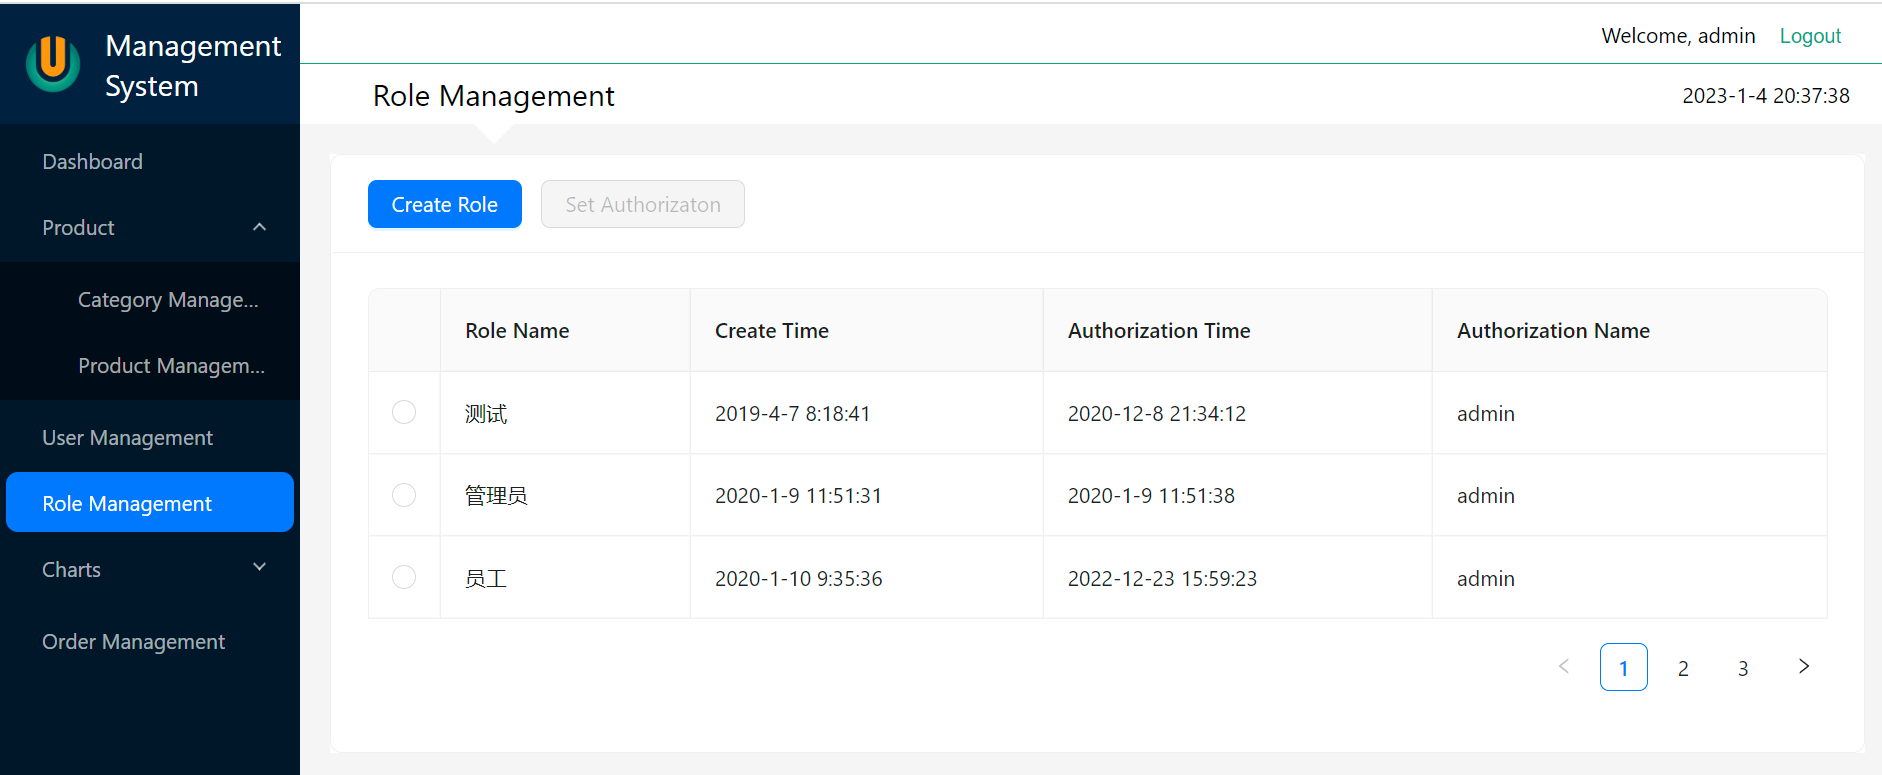 Management
System
Welcome, admin Logout
Role Management
2023-1-4 20:37:38
Dashboard
Product
Category Manage...
Product Managem...
User Management
Role Management
Charts
Order Management
Create Role
Set Authorizaton
Role Name Create Time Authorization Time Authorization Name
测试 2019-4-7 8:18:41 2020-12-8 21:34:12 admin
管理员 2020-1-9 11:51:31 2020-1-9 11:51:38 admin
员工 2020-1-10 9:35:36 2022-12-23 15:59:23 admin
1 2 3